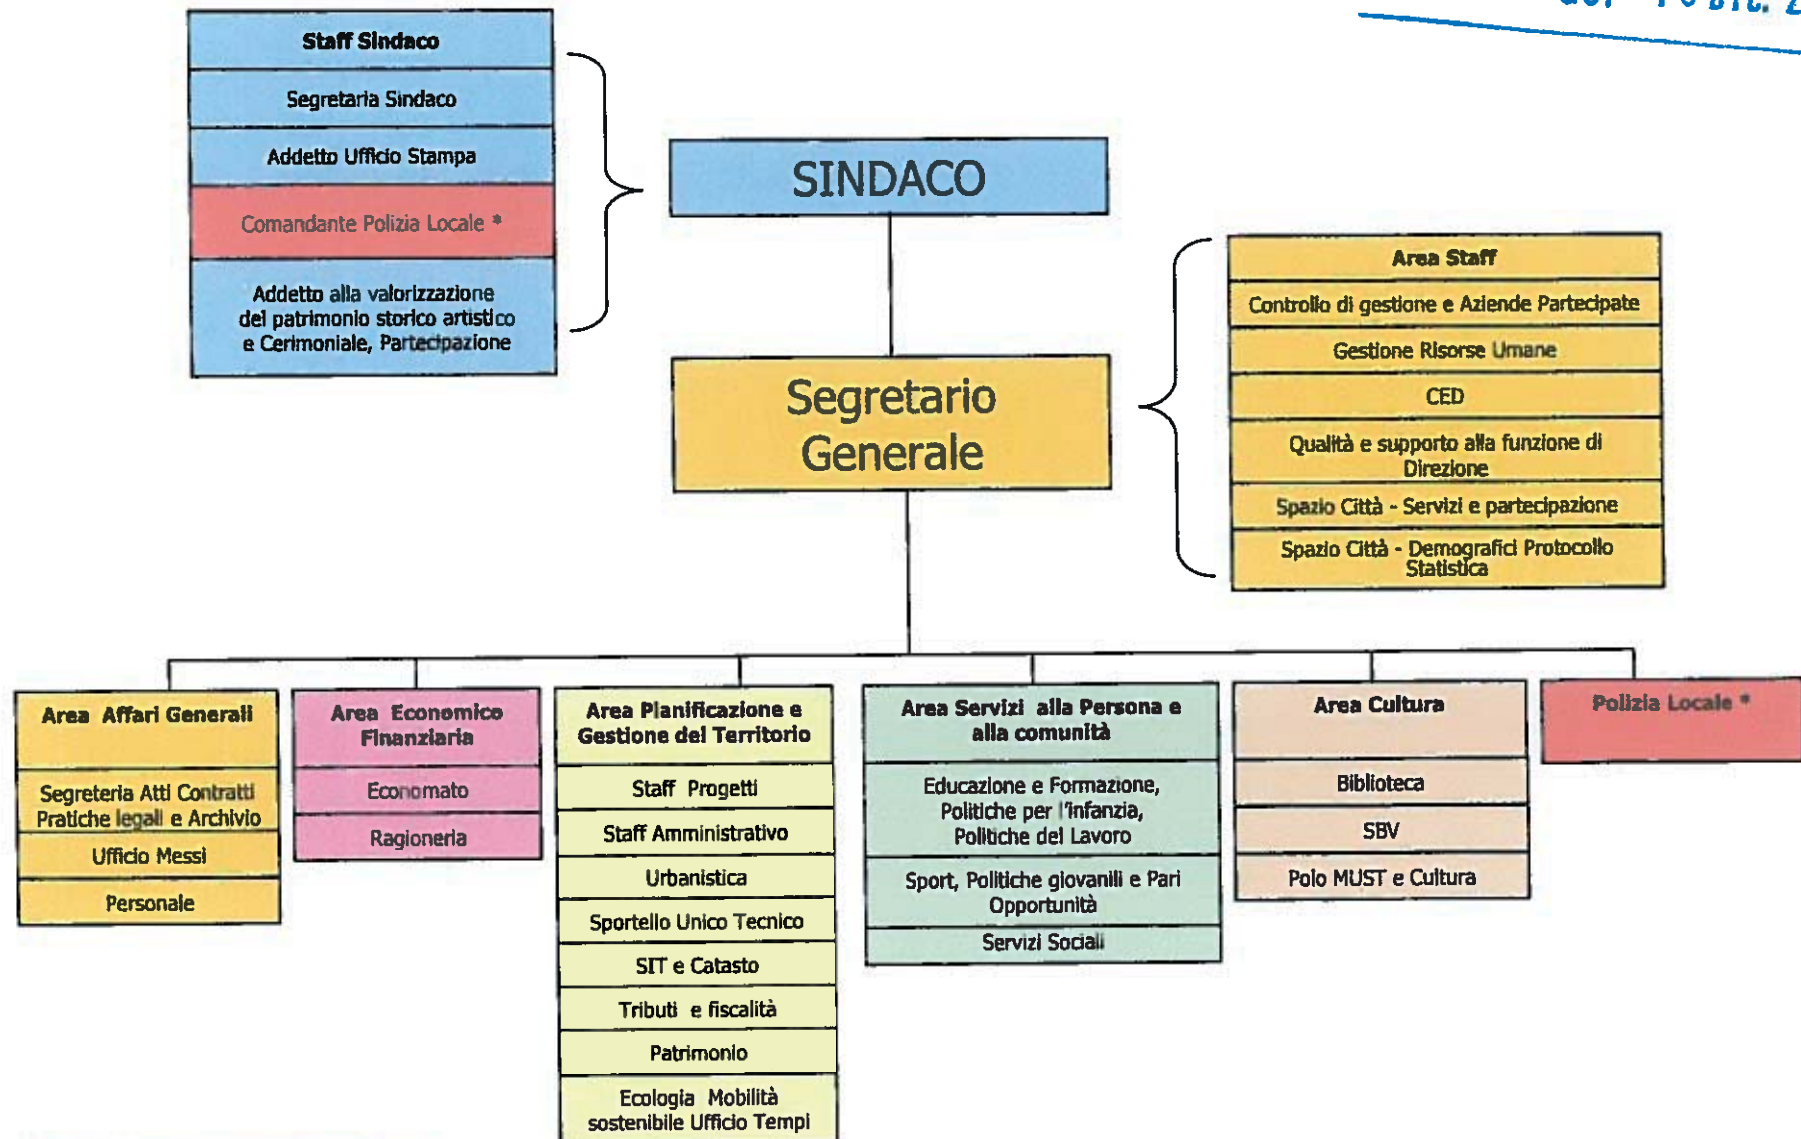 DIC.
Staff Sindaco
Segretaria Sindaco
Addetto Ufficio Stampa
Comandante Polizia Locale *
Addetto alla valorizzazione
del patrimonio storico artistico
e Cerimoniale, Partecipazione
SINDACO
Segretario
Generale
Area Staff
Controllo di gestione e Aziende Partecipate
Gestione Risorse Umane
CED
Qualità e supporto alla funzione di
Direzione
Spazio Città - Servizi e partecipazione
Spazio Città - Demografici Protocollo
Statistica
Area Affari Generali
Segreteria Atti Contratti
Pratiche legali e Archivio
Ufficio Messi
Personale
Area Economico
Finanziaria
Economato
Ragioneria
Area Planificazione e
Gestione del Territorio
Staff Progetti
Staff Amministrativo
Urbanistica
Sportello Unico Tecnico
SIT e Catasto
Tributi e fiscalità
Patrimonio
Ecologia Mobilità
sostenibile Ufficio Tempi
Area Servizi alla Persona e
alla comunità
Educazione e Formazione,
Politiche per l'infanzia,
Politiche del Lavoro
Sport, Politiche giovanili e Pari
Opportunità
Servizi Sociali
Area Cultura
Biblioteca
SBV
Polo MUST e Cultura
Polizia Locale *